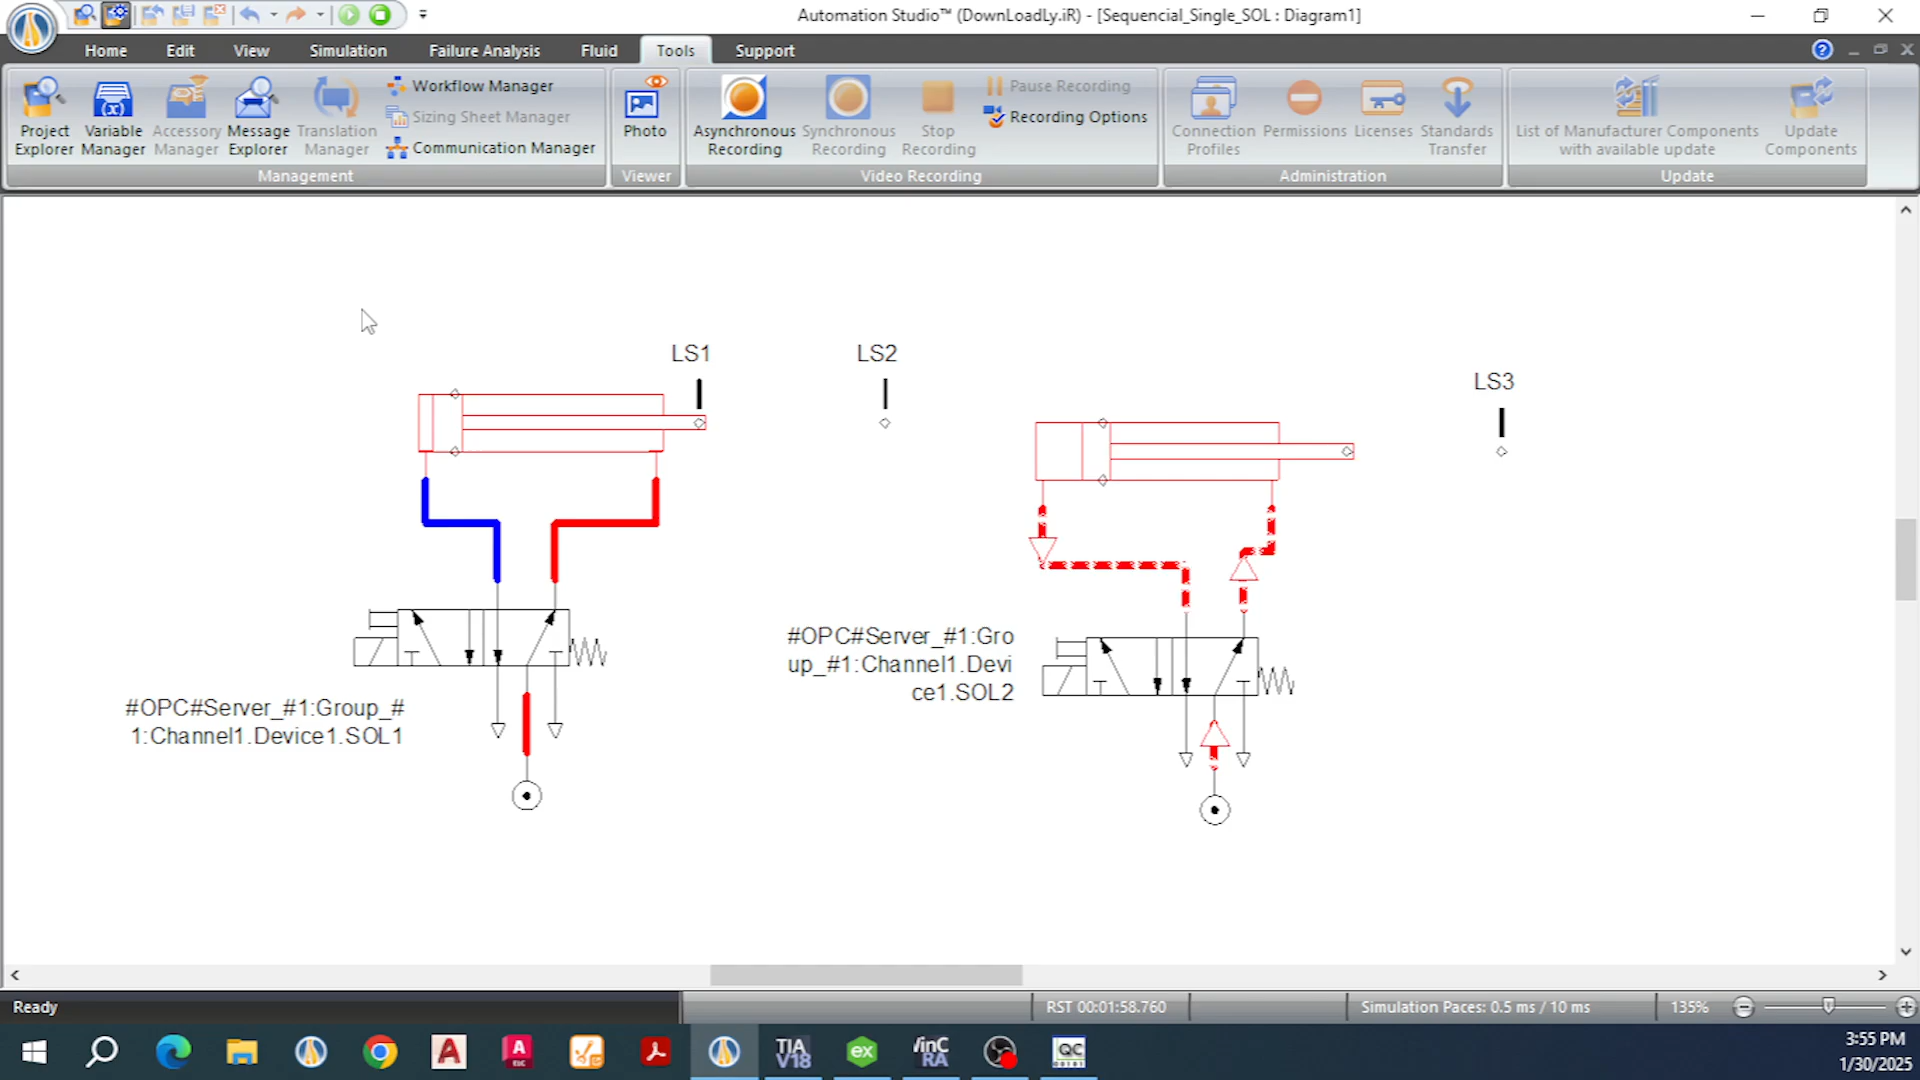 Automation Studio™ (DownLoadLy.iR) - [Sequencial_Single_SOL : Diagram1]
Home Edit View Simulation Failure Analysis Fluid Tools Support
Project Explorer
Variable Manager
Accessory Manager
Message Explorer
Translation Manager
Workflow Manager
Sizing Sheet Manager
Communication Manager
Management
Photo
Viewer
Asynchronous Recording
Synchronous Recording
Stop Recording
Pause Recording
Recording Options
Video Recording
Connection Profiles
Permissions
Licenses
Standards Transfer
Administration
List of Manufacturer Components with available update
Update Components
Update
LS1
LS2
LS3
#OPC#Server_#1:Group_#
1:Channel1.Device1.SOL1
#OPC#Server_#1:Gro
up_#1:Channel1.Devi
ce1.SOL2
Ready
RST 00:01:58.760
Simulation Paces: 0.5 ms / 10 ms
135%
TIA
V18
ex
RA
QC
3:55 PM
1/30/2025